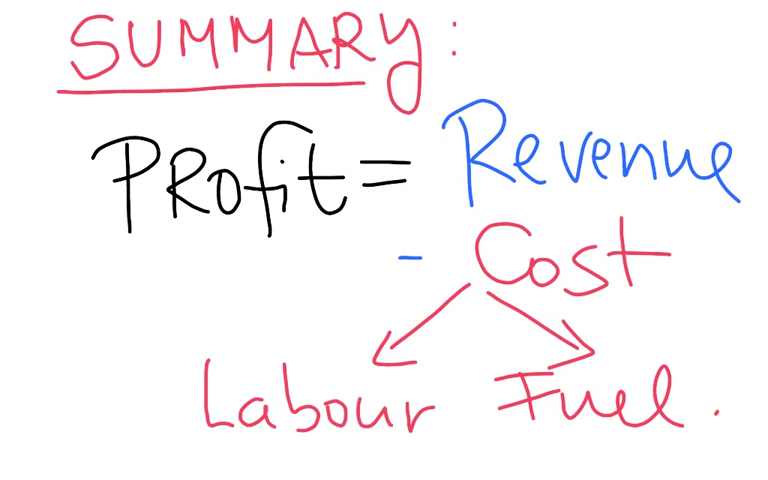 SUMMARY:
Profit = Revenue
- Cost
Labour Fuel.